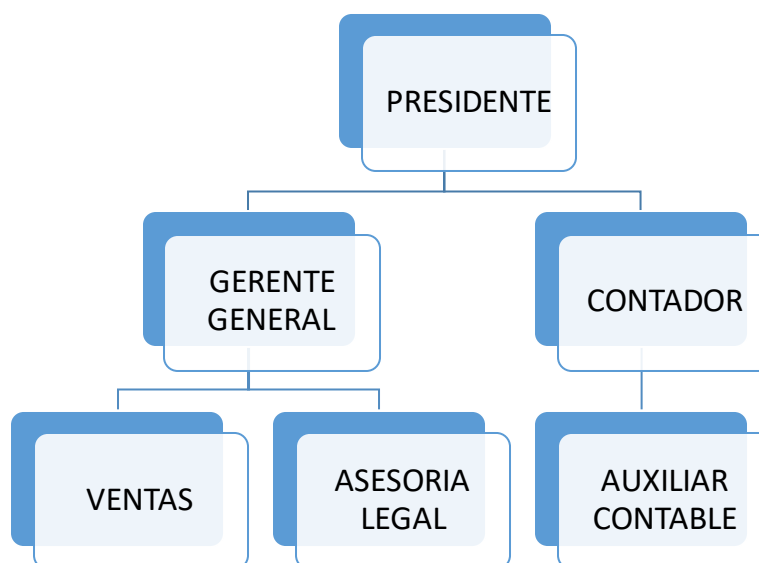 PRESIDENTE
GERENTE
GENERAL
CONTADOR
VENTAS
ASESORIA
LEGAL
AUXILIAR
CONTABLE